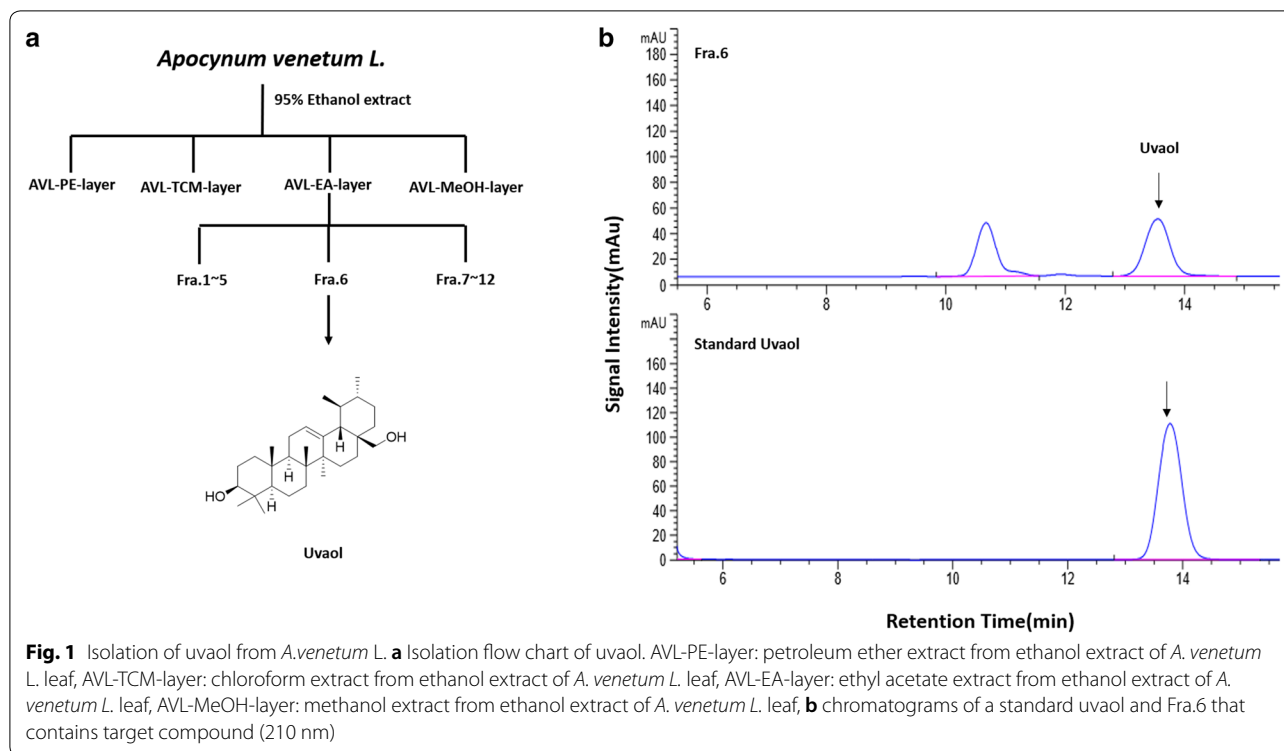 a
Apocynum venetum L.
95% Ethanol extract
AVL-PE-layer AVL-TCM-layer AVL-EA-layer AVL-MeOH-layer
Fra.1~5 Fra.6 Fra.7~12
HO H H H OH
Uvaol
b
Signal Intensity(mAu)
mAU
Fra.6
180
160
140
120
100
80
60
40
20
0
Uvaol
6 8 10 12 14
mAU
Standard Uvaol
160
140
120
100
80
60
40
20
0
6 8 10 12 14
Retention Time(min)
Fig. 1 Isolation of uvaol from A.venetum L. a Isolation flow chart of uvaol. AVL-PE-layer: petroleum ether extract from ethanol extract of A. venetum
L. leaf, AVL-TCM-layer: chloroform extract from ethanol extract of A. venetum L. leaf, AVL-EA-layer: ethyl acetate extract from ethanol extract of A.
venetum L. leaf, AVL-MeOH-layer: methanol extract from ethanol extract of A. venetum L. leaf, b chromatograms of a standard uvaol and Fra.6 that
contains target compound (210 nm)